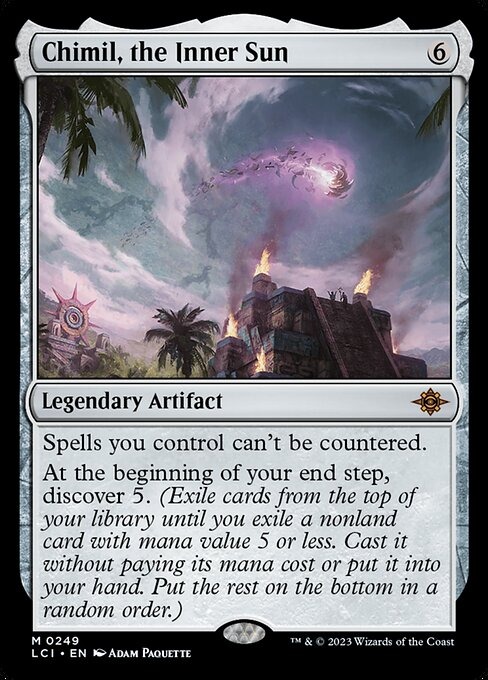 Chimil, the Inner Sun 6
Legendary Artifact
Spells you control can't be countered.
At the beginning of your end step,
discover 5. (Exile cards from the top of
your library until you exile a nonland
card with mana value 5 or less. Cast it
without paying its mana cost or put it into
your hand. Put the rest on the bottom in a
random order.)
M 0249
LCI • EN Adam Paquette
™ & © 2023 Wizards of the Coast